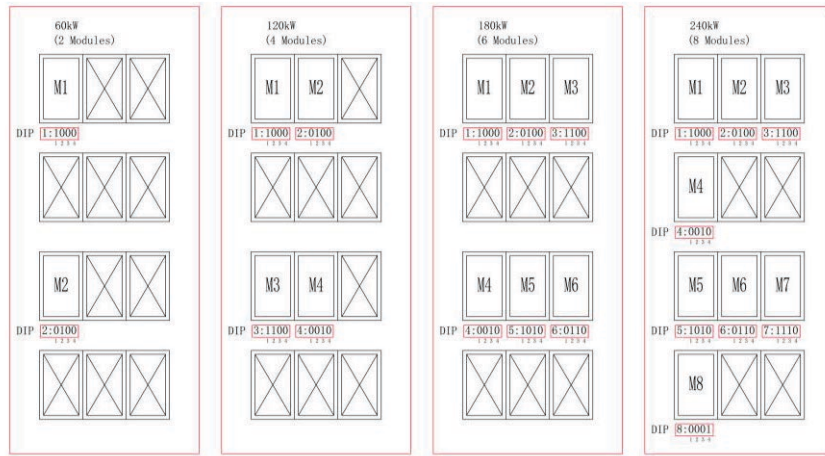 60kW
(2 Modules)
M1
DIP 1:1000
1 2 3 4
M2
DIP 2:0100
1 2 3 4
120kW
(4 Modules)
M1 M2
DIP 1:1000 2:0100
1 2 3 4 1 2 3 4
M3 M4
DIP 3:1100 4:0010
1 2 3 4 1 2 3 4
180kW
(6 Modules)
M1 M2 M3
DIP 1:1000 2:0100 3:1100
1 2 3 4 1 2 3 4 1 2 3 4
M4 M5 M6
DIP 4:0010 5:1010 6:0110
1 2 3 4 1 2 3 4 1 2 3 4
240kW
(8 Modules)
M1 M2 M3
DIP 1:1000 2:0100 3:1100
1 2 3 4 1 2 3 4 1 2 3 4
M4
DIP 4:0010
1 2 3 4
M5 M6 M7
DIP 5:1010 6:0110 7:1110
1 2 3 4 1 2 3 4 1 2 3 4
M8
DIP 8:0001
1 2 3 4